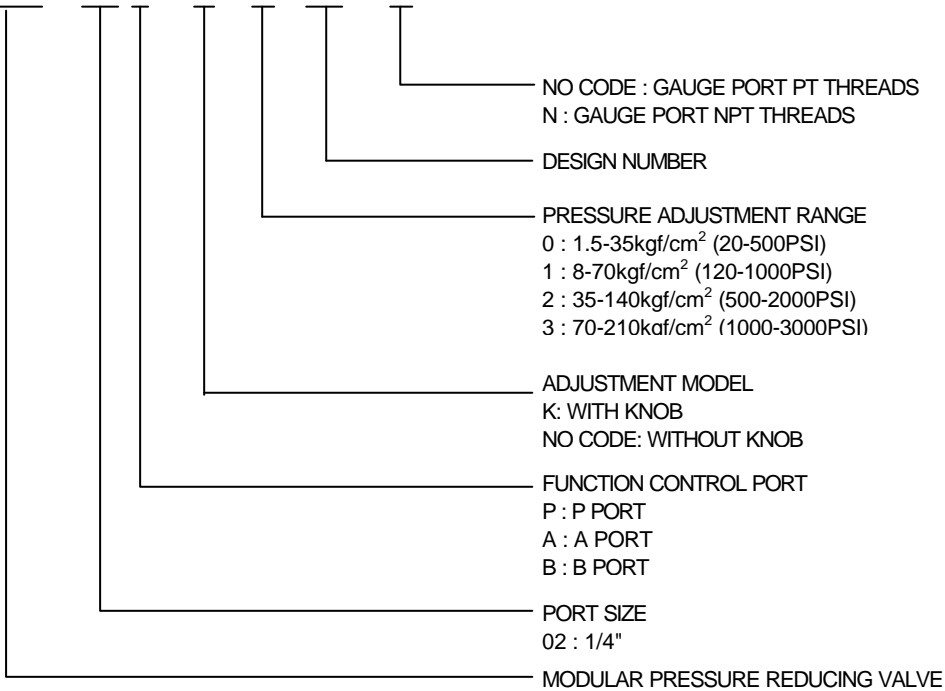 NO CODE : GAUGE PORT PT THREADS
N : GAUGE PORT NPT THREADS
DESIGN NUMBER
PRESSURE ADJUSTMENT RANGE
0 : 1.5-35kgf/cm² (20-500PSI)
1 : 8-70kgf/cm² (120-1000PSI)
2 : 35-140kgf/cm² (500-2000PSI)
3 : 70-210kgf/cm² (1000-3000PSI)
ADJUSTMENT MODEL
K: WITH KNOB
NO CODE: WITHOUT KNOB
FUNCTION CONTROL PORT
P : P PORT
A : A PORT
B : B PORT
PORT SIZE
02 : 1/4"
MODULAR PRESSURE REDUCING VALVE